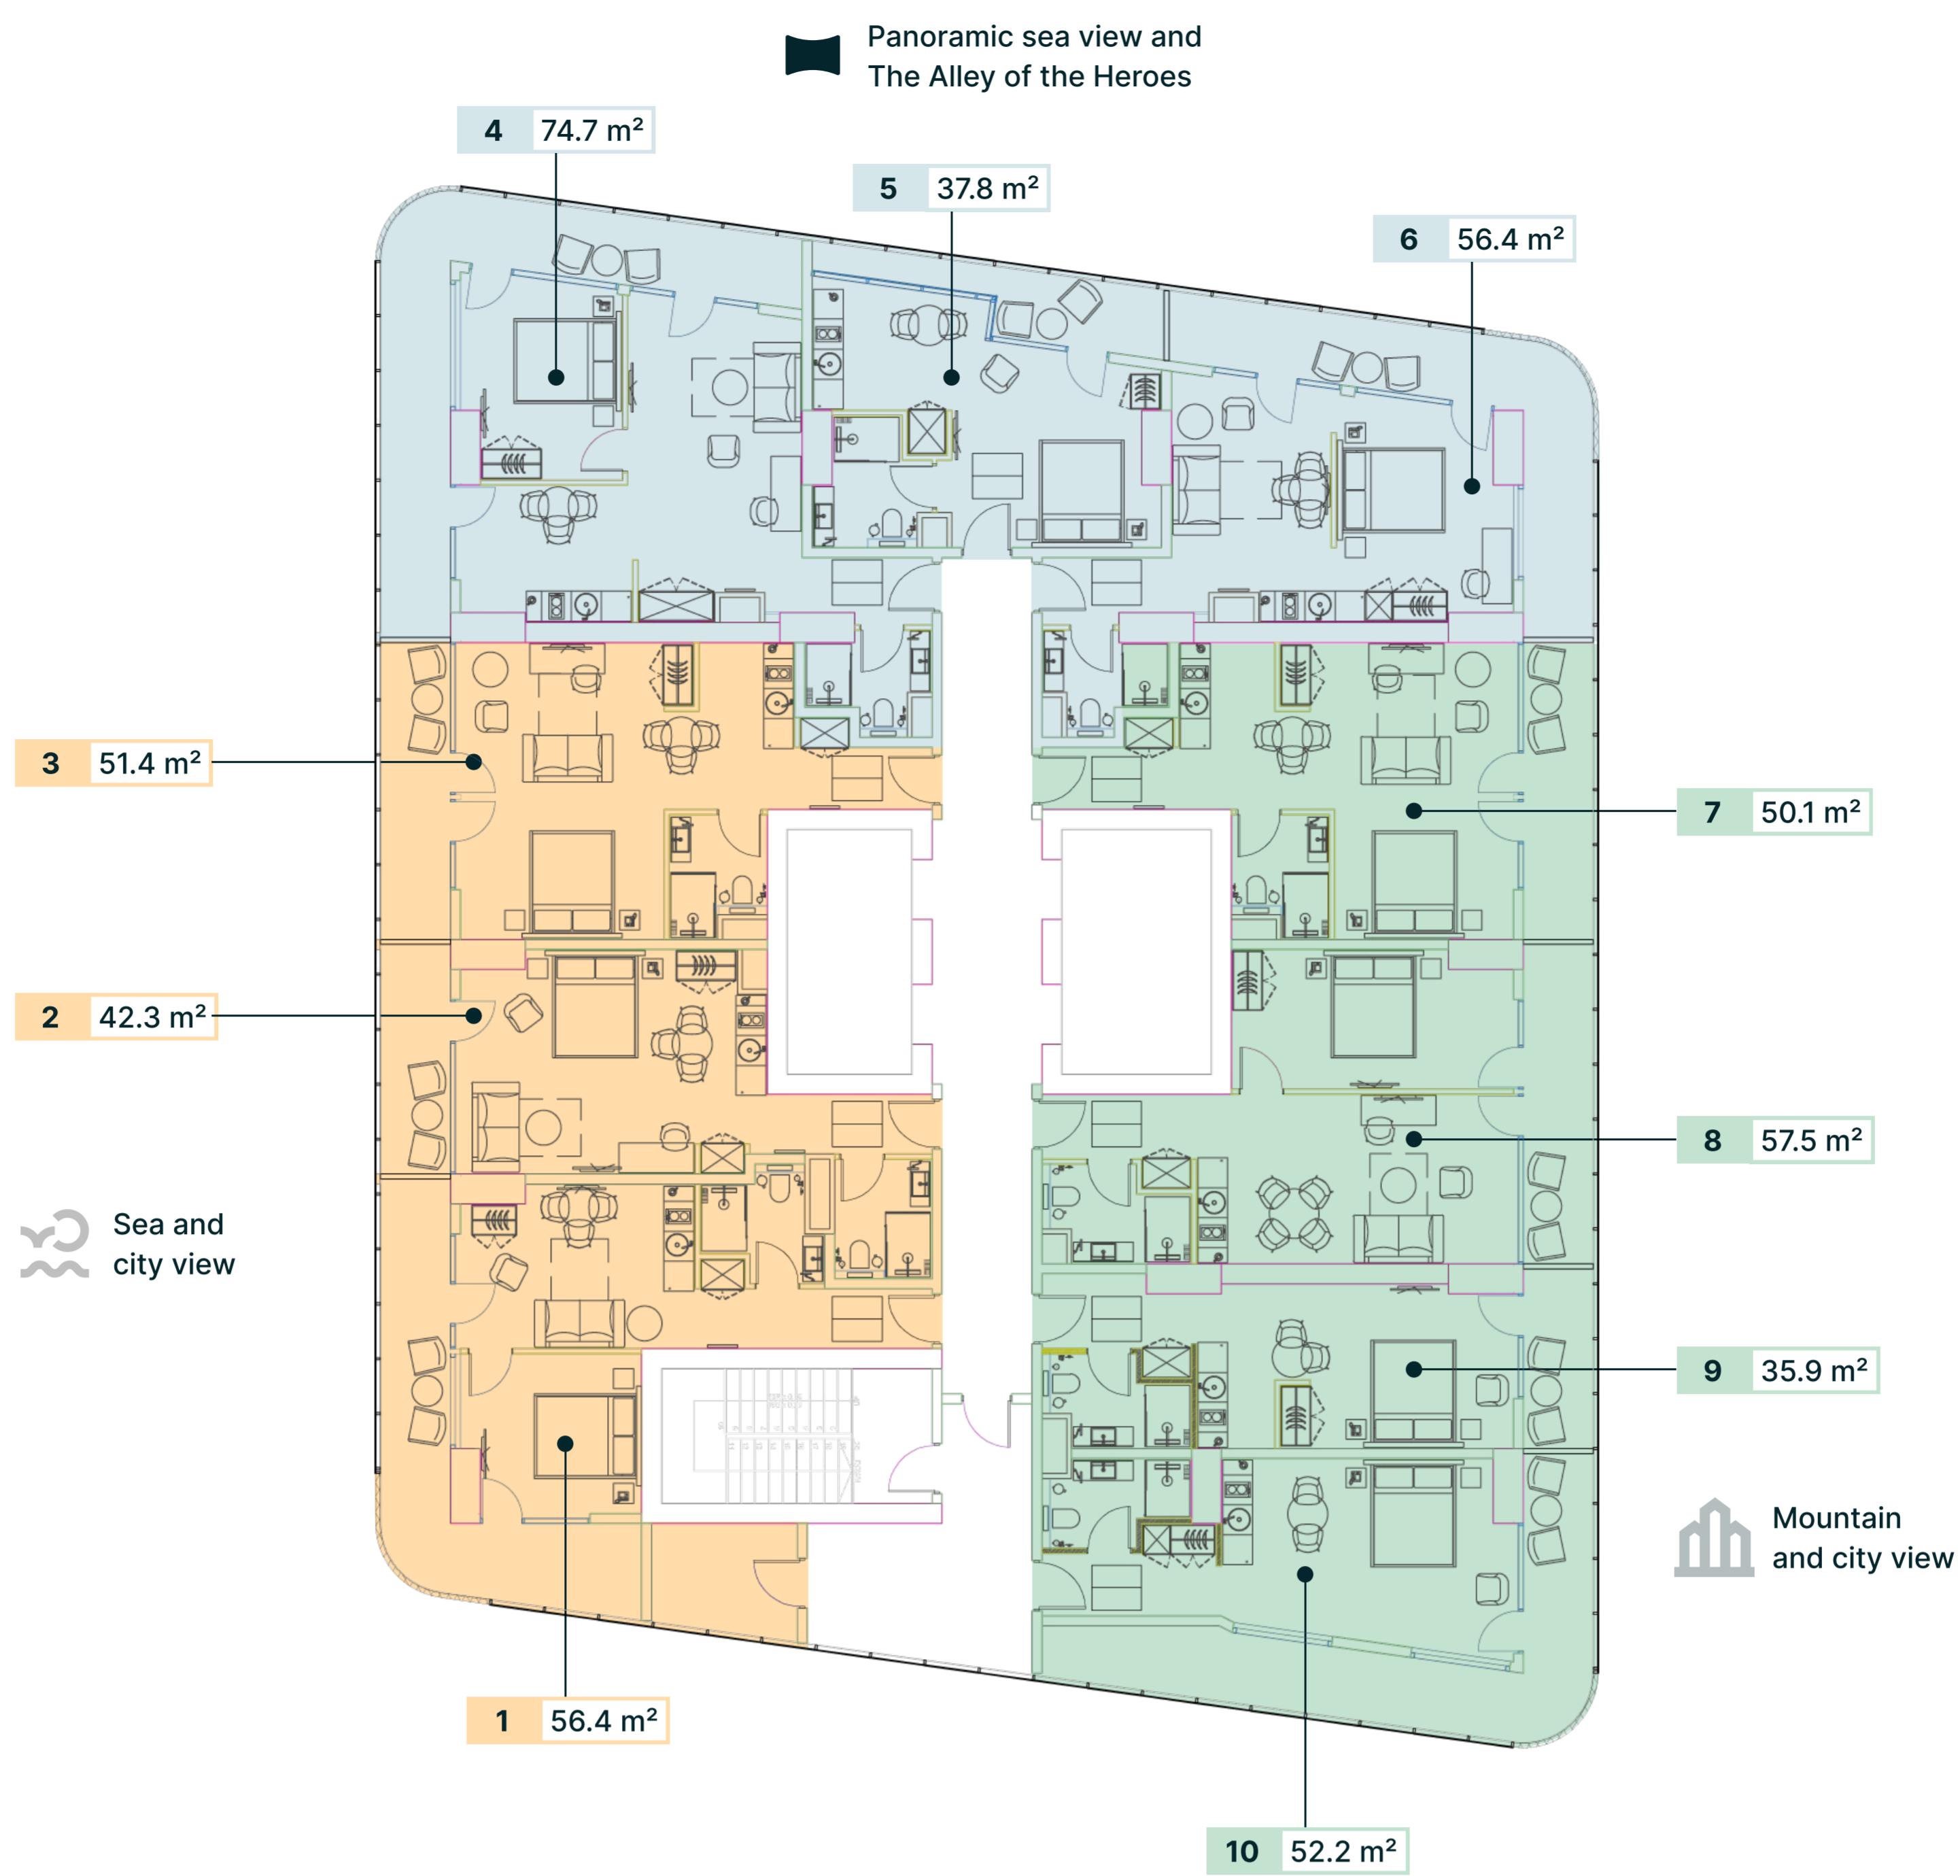 Panoramic sea view and
The Alley of the Heroes
4 74.7 m²
5 37.8 m²
6 56.4 m²
3 51.4 m²
7 50.1 m²
2 42.3 m²
8 57.5 m²
Sea and
city view
9 35.9 m²
Mountain
and city view
1 56.4 m²
10 52.2 m²